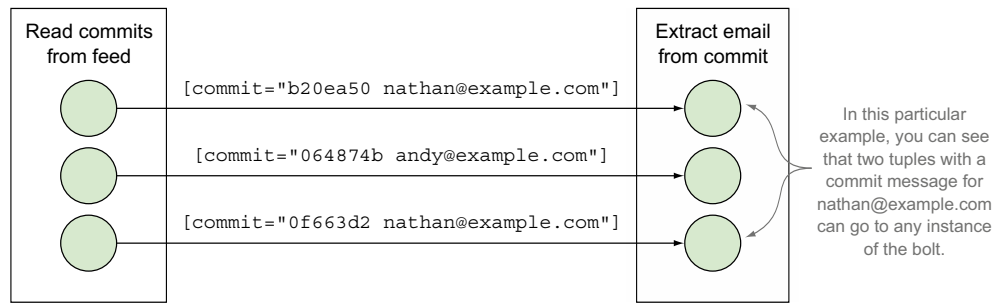 Read commits
from feed
Extract email
from commit
[commit="b20ea50 nathan@example.com"]
[commit="064874b andy@example.com"]
[commit="0f663d2 nathan@example.com"]
In this particular
example, you can see
that two tuples with a
commit message for
nathan@example.com
can go to any instance
of the bolt.